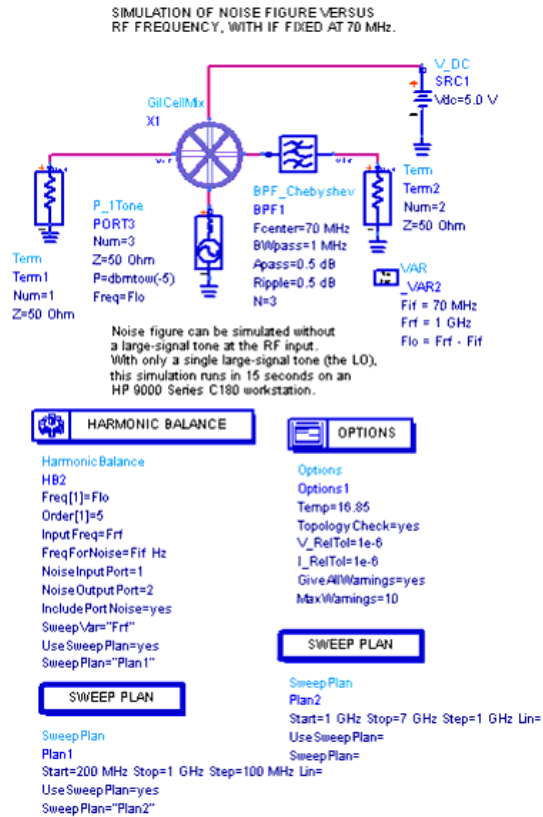 SIMULATION OF NOISE FIGURE VERSUS
RF FREQUENCY, WITH IF FIXED AT 70 MHz.
V_DC
SRC1
Vdc=5.0 V
GilCellMix
X1
Term
Term1
Num=1
Z=50 Ohm
P_1Tone
PORT3
Num=3
Z=50 Ohm
P=dbmtow(-5)
Freq=Flo
BPF_Chebyshev
BPF1
Fcenter=70 MHz
BWpass=1 MHz
Apass=0.5 dB
Ripple=0.5 dB
N=3
Term
Term2
Num=2
Z=50 Ohm
VAR
_VAR2
Fif = 70 MHz
Frf = 1 GHz
Flo = Frf - Fif
Noise figure can be simulated without
a large-signal tone at the RF input.
With only a single large-signal tone (the LO),
this simulation runs in 15 seconds on an
HP 9000 Series C180 workstation.
HARMONIC BALANCE
HarmonicBalance
HB2
Freq[1]=Flo
Order[1]=5
InputFreq=Frf
FreqForNoise=Fif Hz
NoiseInputPort=1
NoiseOutputPort=2
IncludePortNoise=yes
SweepVar="Frf"
UseSweepPlan=yes
SweepPlan="Plan1"
OPTIONS
Options
Options1
Temp=16.85
TopologyCheck=yes
V_RelTol=1e-6
I_RelTol=1e-6
GiveAllWarnings=yes
MaxWarnings=10
SWEEP PLAN
SweepPlan
Plan1
Start=200 MHz Stop=1 GHz Step=100 MHz Lin=
UseSweepPlan=yes
SweepPlan="Plan2"
SWEEP PLAN
SweepPlan
Plan2
Start=1 GHz Stop=7 GHz Step=1 GHz Lin=
UseSweepPlan=
SweepPlan=